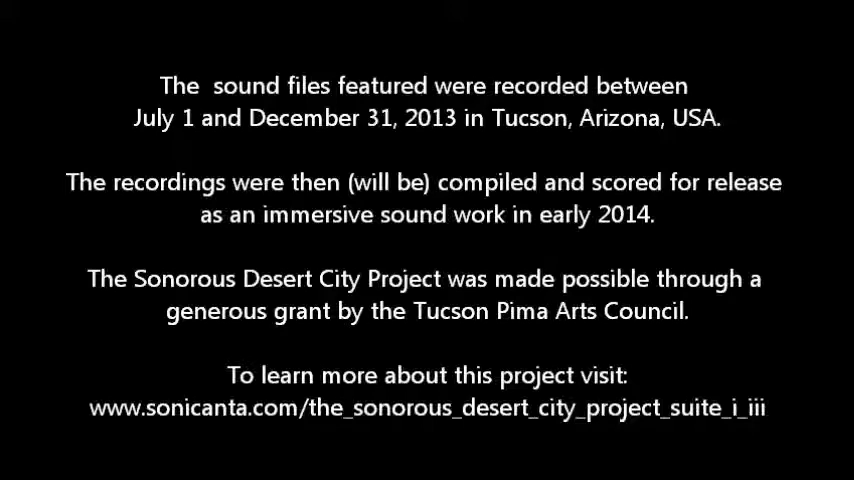 The  sound files featured were recorded between
July 1 and December 31, 2013 in Tucson, Arizona, USA.
The recordings were then (will be) compiled and scored for release
as an immersive sound work in early 2014.
The Sonorous Desert City Project was made possible through a
generous grant by the Tucson Pima Arts Council.
To learn more about this project visit:
www.sonicanta.com/the_sonorous_desert_city_project_suite_i_iii